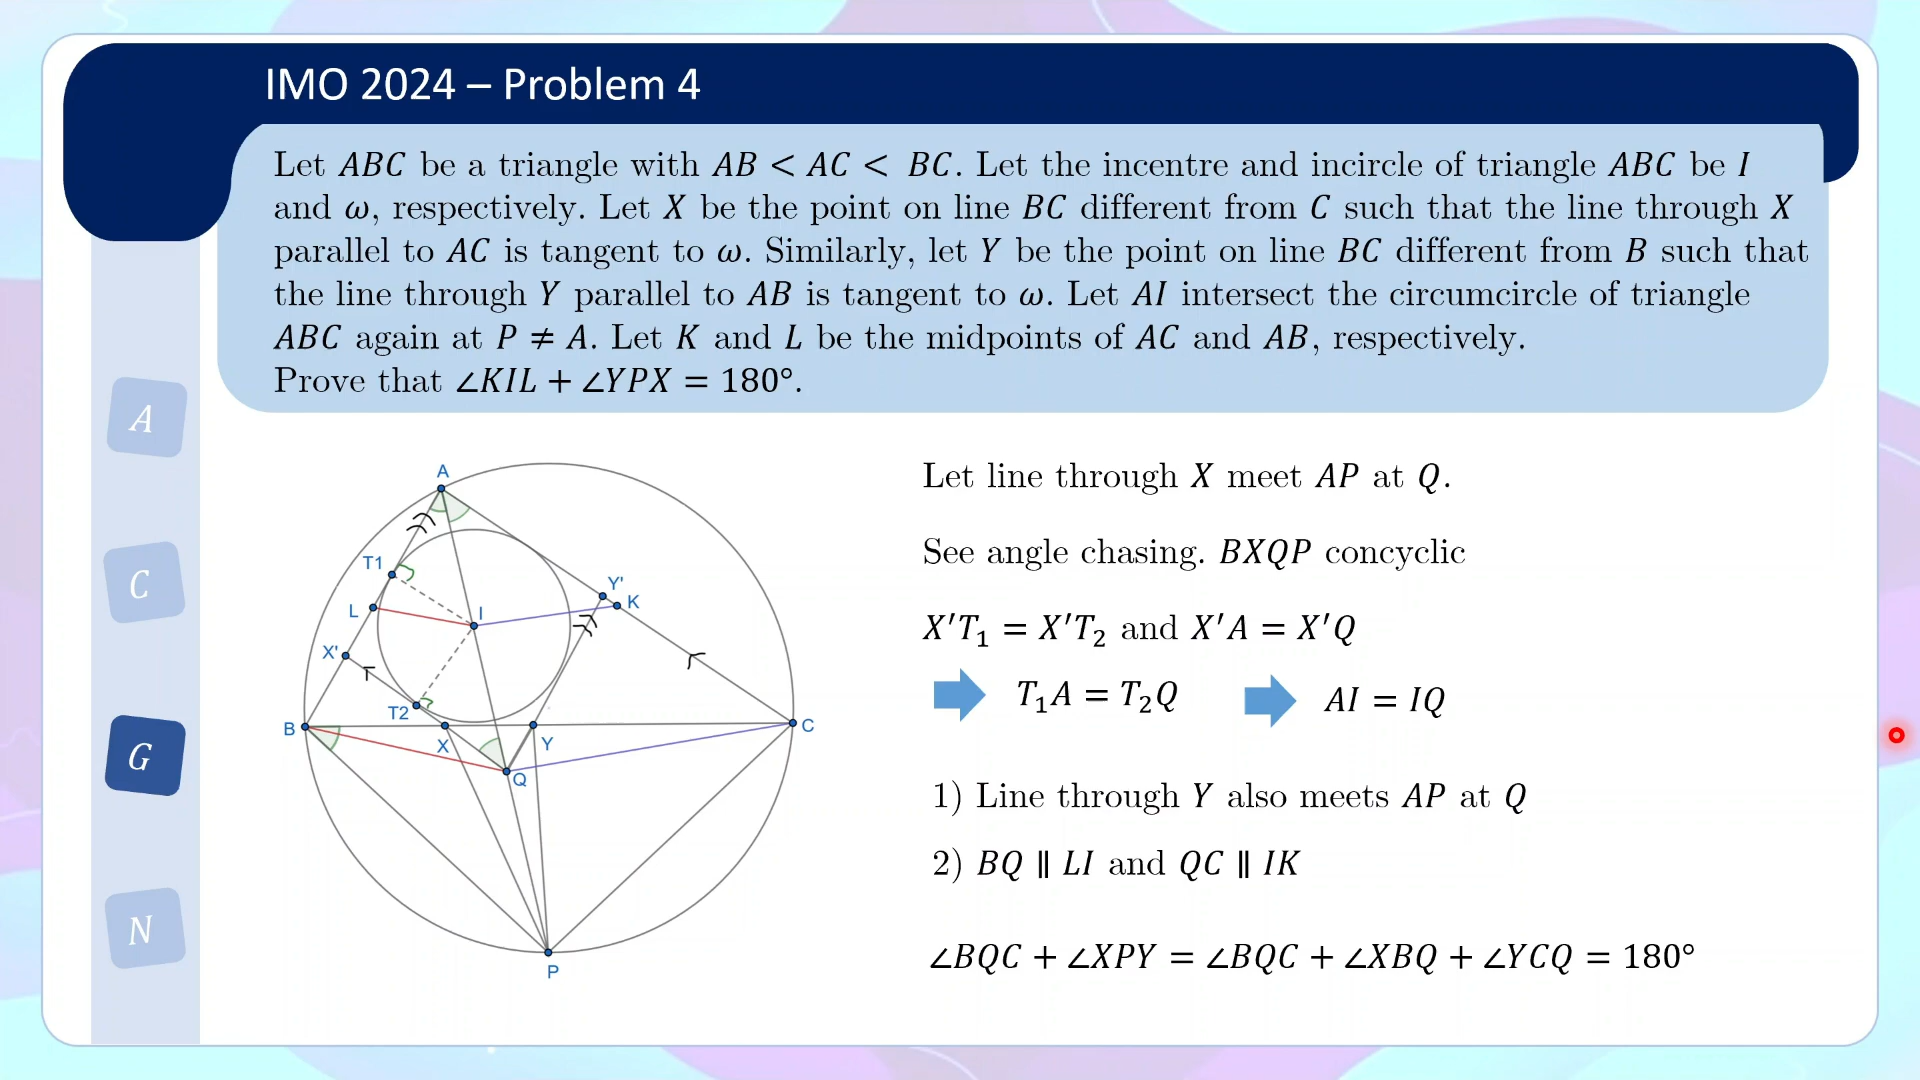 IMO 2024 – Problem 4
Let ABC be a triangle with AB < AC < BC. Let the incentre and incircle of triangle ABC be I
and ω, respectively. Let X be the point on line BC different from C such that the line through X
parallel to AC is tangent to ω. Similarly, let Y be the point on line BC different from B such that
the line through Y parallel to AB is tangent to ω. Let AI intersect the circumcircle of triangle
ABC again at P ≠ A. Let K and L be the midpoints of AC and AB, respectively.
Prove that ∠KIL + ∠YPX = 180°.
A
C
G
N
A
T1
L
X'
I
Y'
K
T2
B
X
Y
C
Q
P
Let line through X meet AP at Q.
See angle chasing. BXQP concyclic
X′T₁ = X′T₂ and X′A = X′Q
T₁A = T₂Q
AI = IQ
1) Line through Y also meets AP at Q
2) BQ ∥ LI and QC ∥ IK
∠BQC + ∠XPY = ∠BQC + ∠XBQ + ∠YCQ = 180°